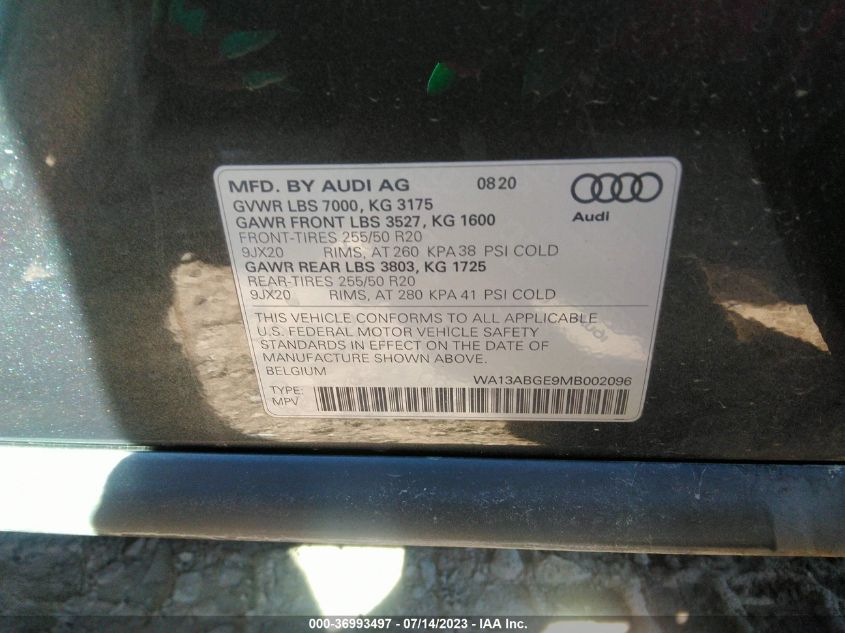 MFD. BY AUDI AG 0820
GVWR LBS 7000, KG 3175
GAWR FRONT LBS 3527, KG 1600
Audi
FRONT-TIRES 255/50 R20
9JX20 RIMS, AT 260 KPA 38 PSI COLD
GAWR REAR LBS 3803, KG 1725
REAR-TIRES 255/50 R20
9JX20 RIMS, AT 280 KPA 41 PSI COLD
THIS VEHICLE CONFORMS TO ALL APPLICABLE
U.S. FEDERAL MOTOR VEHICLE SAFETY
STANDARDS IN EFFECT ON THE DATE OF
MANUFACTURE SHOWN ABOVE.
BELGIUM WA13ABGE9MB002096
TYPE:
MPV
000-36993497 - 07/14/2023 - IAA Inc.